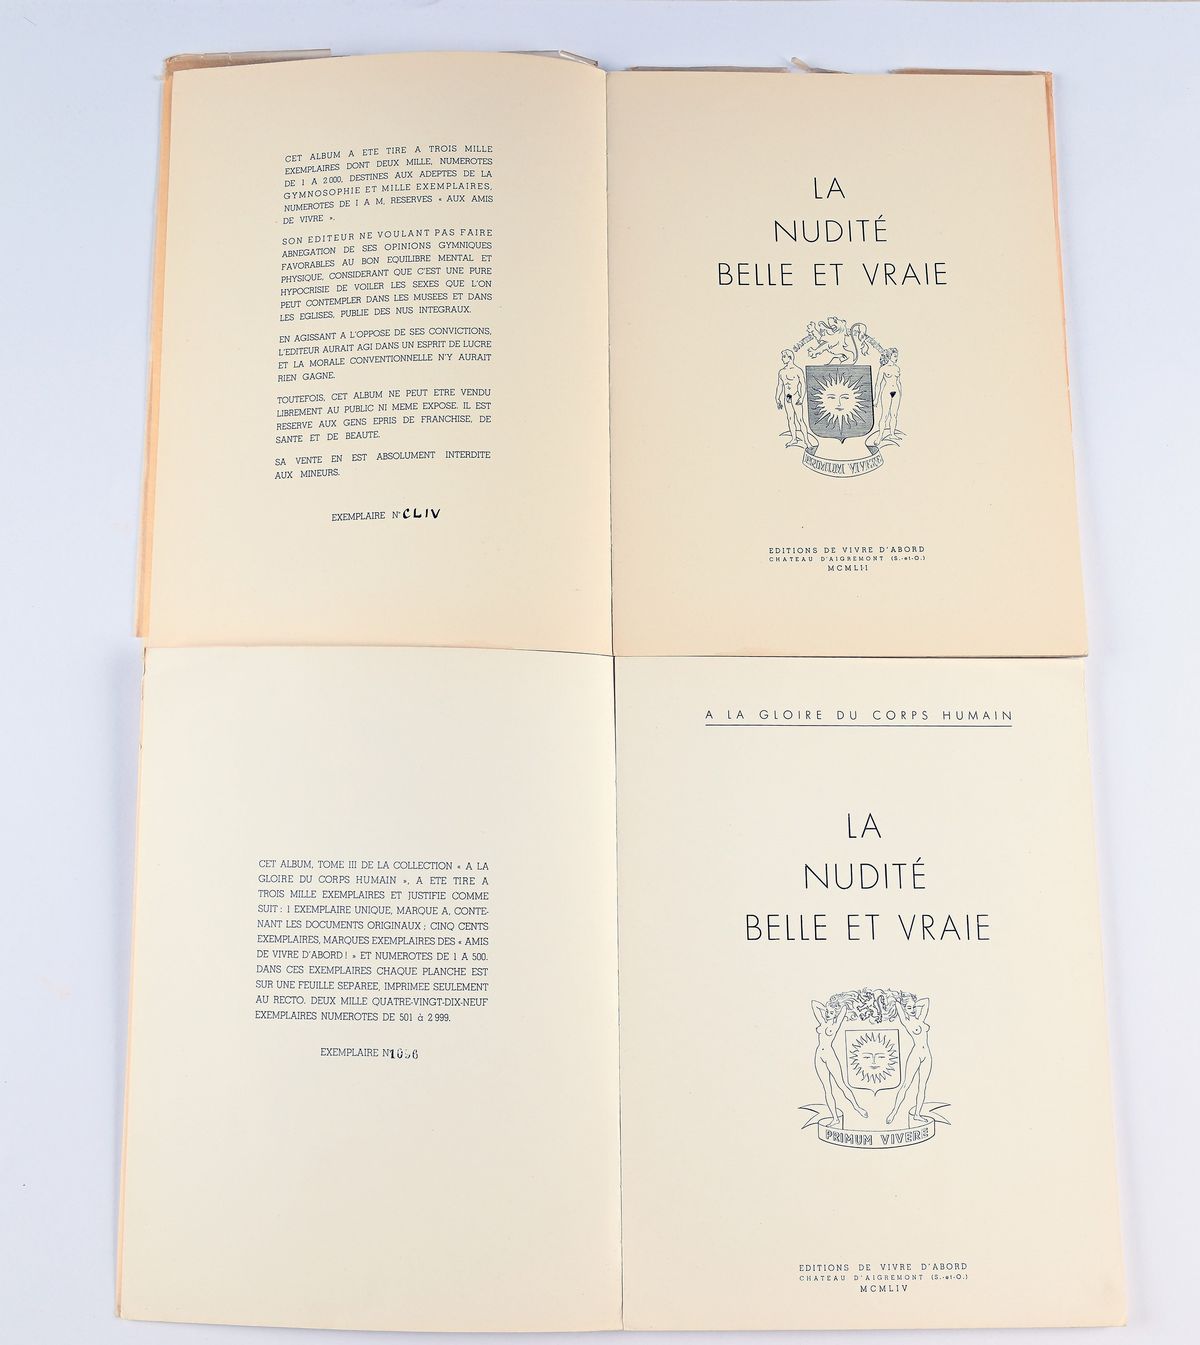 CET ALBUM A ETE TIRE A TROIS MILLE
EXEMPLAIRES DONT DEUX MILLE, NUMEROTES
DE 1 A 2000, DESTINES AUX ADEPTES DE LA
GYMNOSOPHIE ET MILLE EXEMPLAIRES,
NUMEROTES DE I A M, RESERVES « AUX AMIS
DE VIVRE ».
SON EDITEUR NE VOULANT PAS FAIRE
ABNEGATION DE SES OPINIONS GYMNIQUES
FAVORABLES AU BON EQUILIBRE MENTAL ET
PHYSIQUE, CONSIDERANT QUE C'EST UNE PURE
HYPOCRISIE DE VOILER LES SEXES QUE L'ON
PEUT CONTEMPLER DANS LES MUSEES ET DANS
LES EGLISES, PUBLIE DES NUS INTEGRAUX.
EN AGISSANT A L'OPPOSE DE SES CONVICTIONS,
L'EDITEUR AURAIT AGI DANS UN ESPRIT DE LUCRE
ET LA MORALE CONVENTIONNELLE N'Y AURAIT
RIEN GAGNE.
TOUTEFOIS, CET ALBUM NE PEUT ETRE VENDU
LIBREMENT AU PUBLIC NI MEME EXPOSE. IL EST
RESERVE AUX GENS EPRIS DE FRANCHISE, DE
SANTE ET DE BEAUTE.
SA VENTE EN EST ABSOLUMENT INTERDITE
AUX MINEURS.
EXEMPLAIRE N° CLIV
LA
NUDITÉ
BELLE ET VRAIE
PRIMUM VIVERE
EDITIONS DE VIVRE D'ABORD
CHATEAU D'AIGREMONT (S.-et-O.)
MCMLII
CET ALBUM, TOME III DE LA COLLECTION « A LA
GLOIRE DU CORPS HUMAIN », A ETE TIRE A
TROIS MILLE EXEMPLAIRES ET JUSTIFIE COMME
SUIT : 1 EXEMPLAIRE UNIQUE, MARQUE A, CONTE-
NANT LES DOCUMENTS ORIGINAUX ; CINQ CENTS
EXEMPLAIRES, MARQUES EXEMPLAIRES DES « AMIS
DE VIVRE D'ABORD ! » ET NUMEROTES DE 1 A 500.
DANS CES EXEMPLAIRES CHAQUE PLANCHE EST
SUR UNE FEUILLE SEPAREE, IMPRIMEE SEULEMENT
AU RECTO. DEUX MILLE QUATRE-VINGT-DIX-NEUF
EXEMPLAIRES NUMEROTES DE 501 à 2 999.
EXEMPLAIRE N°
A LA GLOIRE DU CORPS HUMAIN
LA
NUDITÉ
BELLE ET VRAIE
PRIMUM VIVERE
EDITIONS DE VIVRE D'ABORD
CHATEAU D'AIGREMONT (S.-et-O.)
MCMLIV